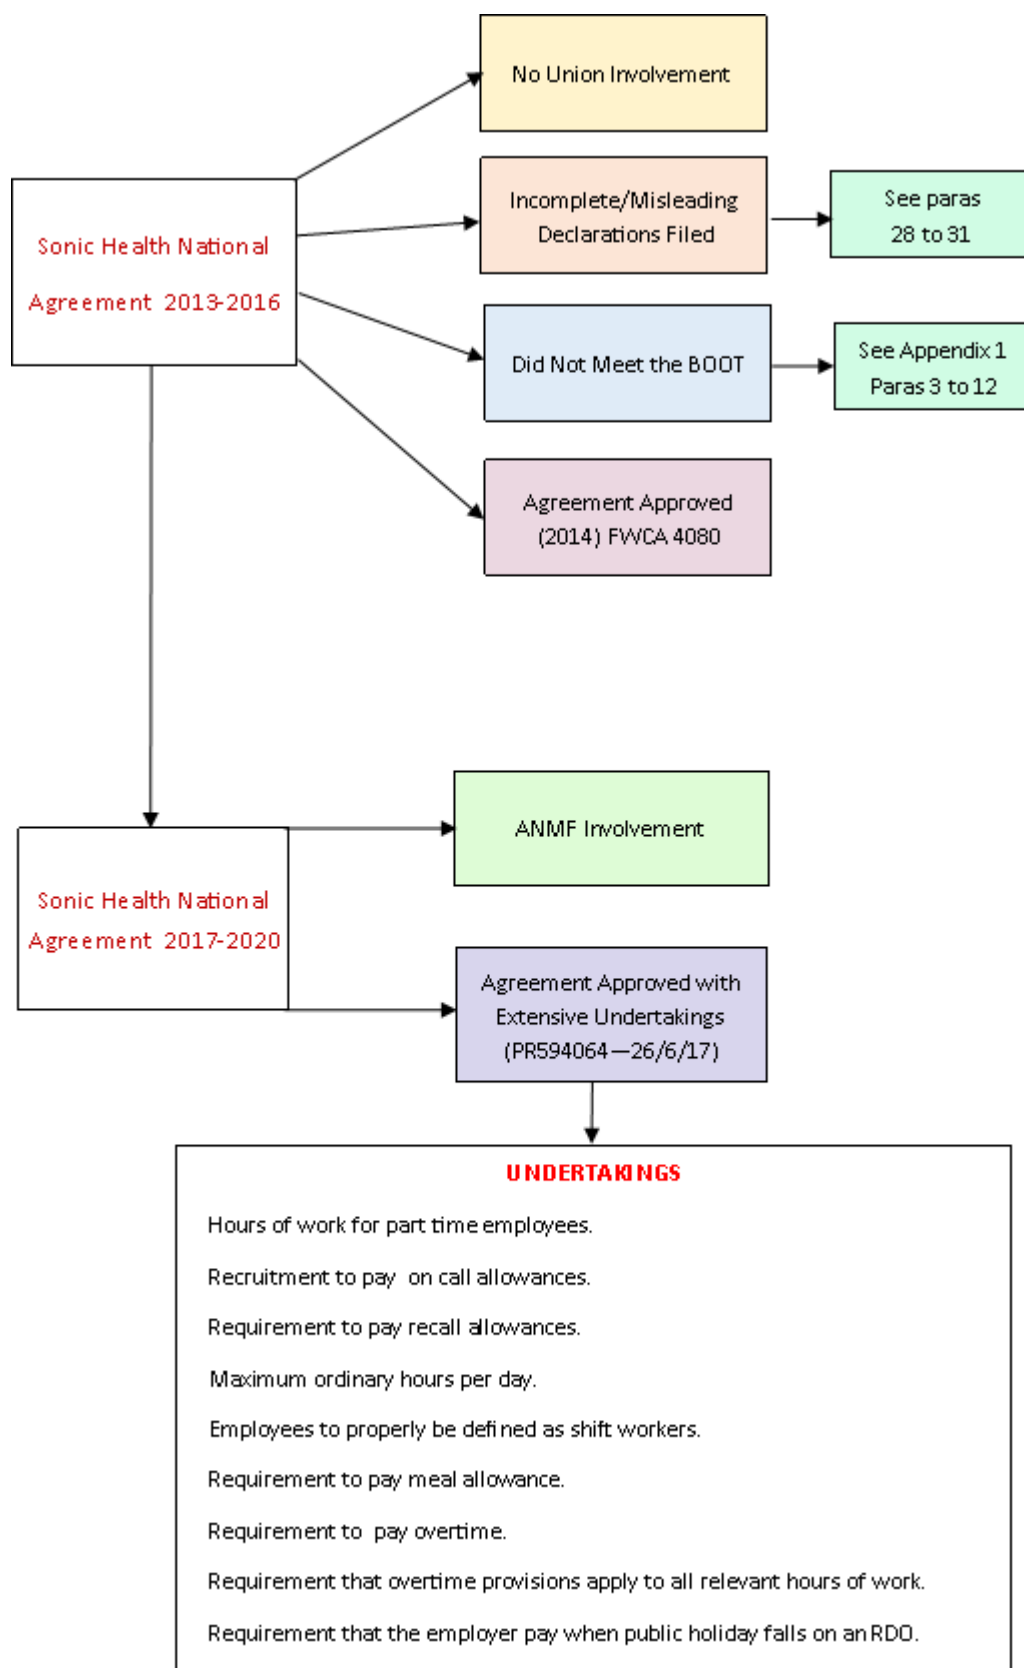 No Union Involvement
Sonic Health National
Agreement 2013-2016
Incomplete/Misleading
Declarations Filed
See paras
28 to 31
Did Not Meet the BOOT
See Appendix 1
Paras 3 to 12
Agreement Approved
(2014) FWCA 4080
Sonic Health National
Agreement 2017-2020
ANMF Involvement
Agreement Approved with
Extensive Undertakings
(PR594064—26/6/17)
UNDERTAKINGS
Hours of work for part time employees.
Recruitment to pay on call allowances.
Requirement to pay recall allowances.
Maximum ordinary hours per day.
Employees to properly be defined as shift workers.
Requirement to pay meal allowance.
Requirement to pay overtime.
Requirement that overtime provisions apply to all relevant hours of work.
Requirement that the employer pay when public holiday falls on an RDO.